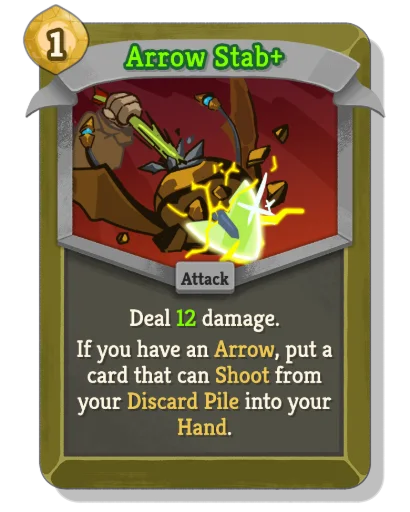 1
Arrow Stab+
Attack
Deal 12 damage.
If you have an Arrow, put a
card that can Shoot from
your Discard Pile into your
Hand.